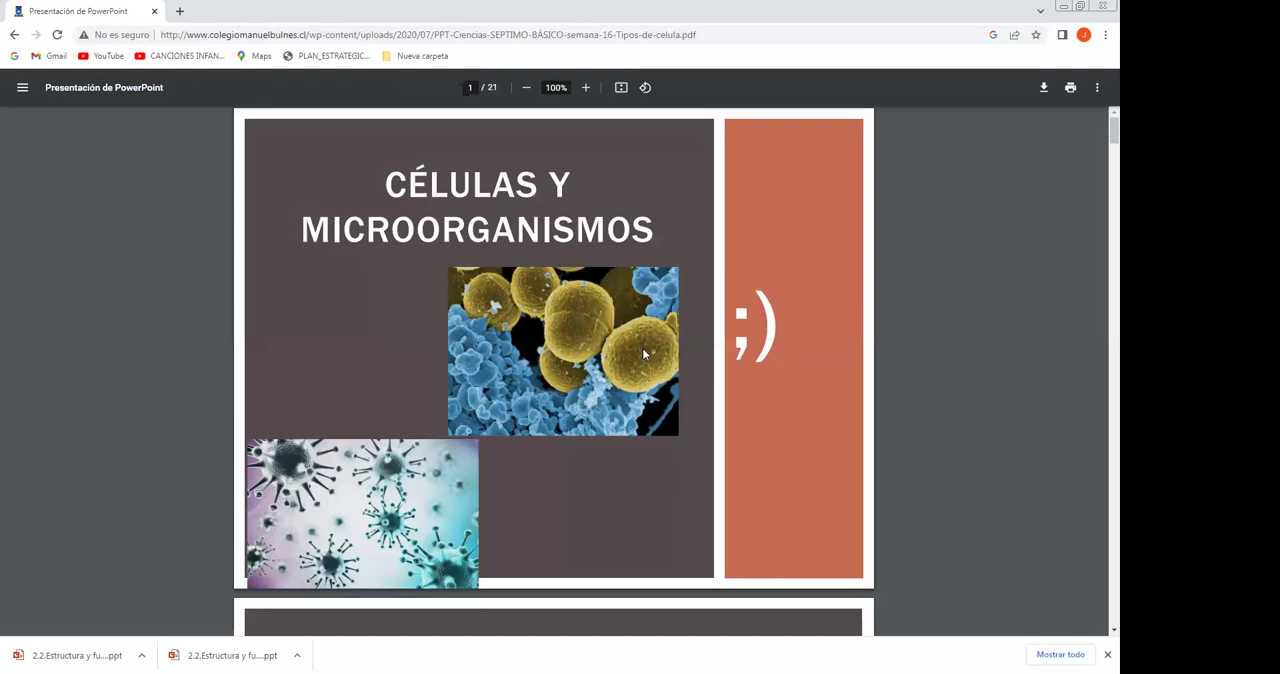 Presentación de PowerPoint
No es seguro
http://www.colegiomanuelbulnes.cl/wp-content/uploads/2020/07/PPT-Ciencias-SEPTIMO-BÁSICO-semana-16-Tipos-de-celula.pdf
J
Gmail
YouTube
CANCIONES INFAN...
Maps
PLAN_ESTRATEGIC...
Nueva carpeta
Presentación de PowerPoint
1 / 21
100%
CÉLULAS Y
MICROORGANISMOS
;)
2.2.Estructura y fu....ppt
2.2.Estructura y fu....ppt
Mostrar todo